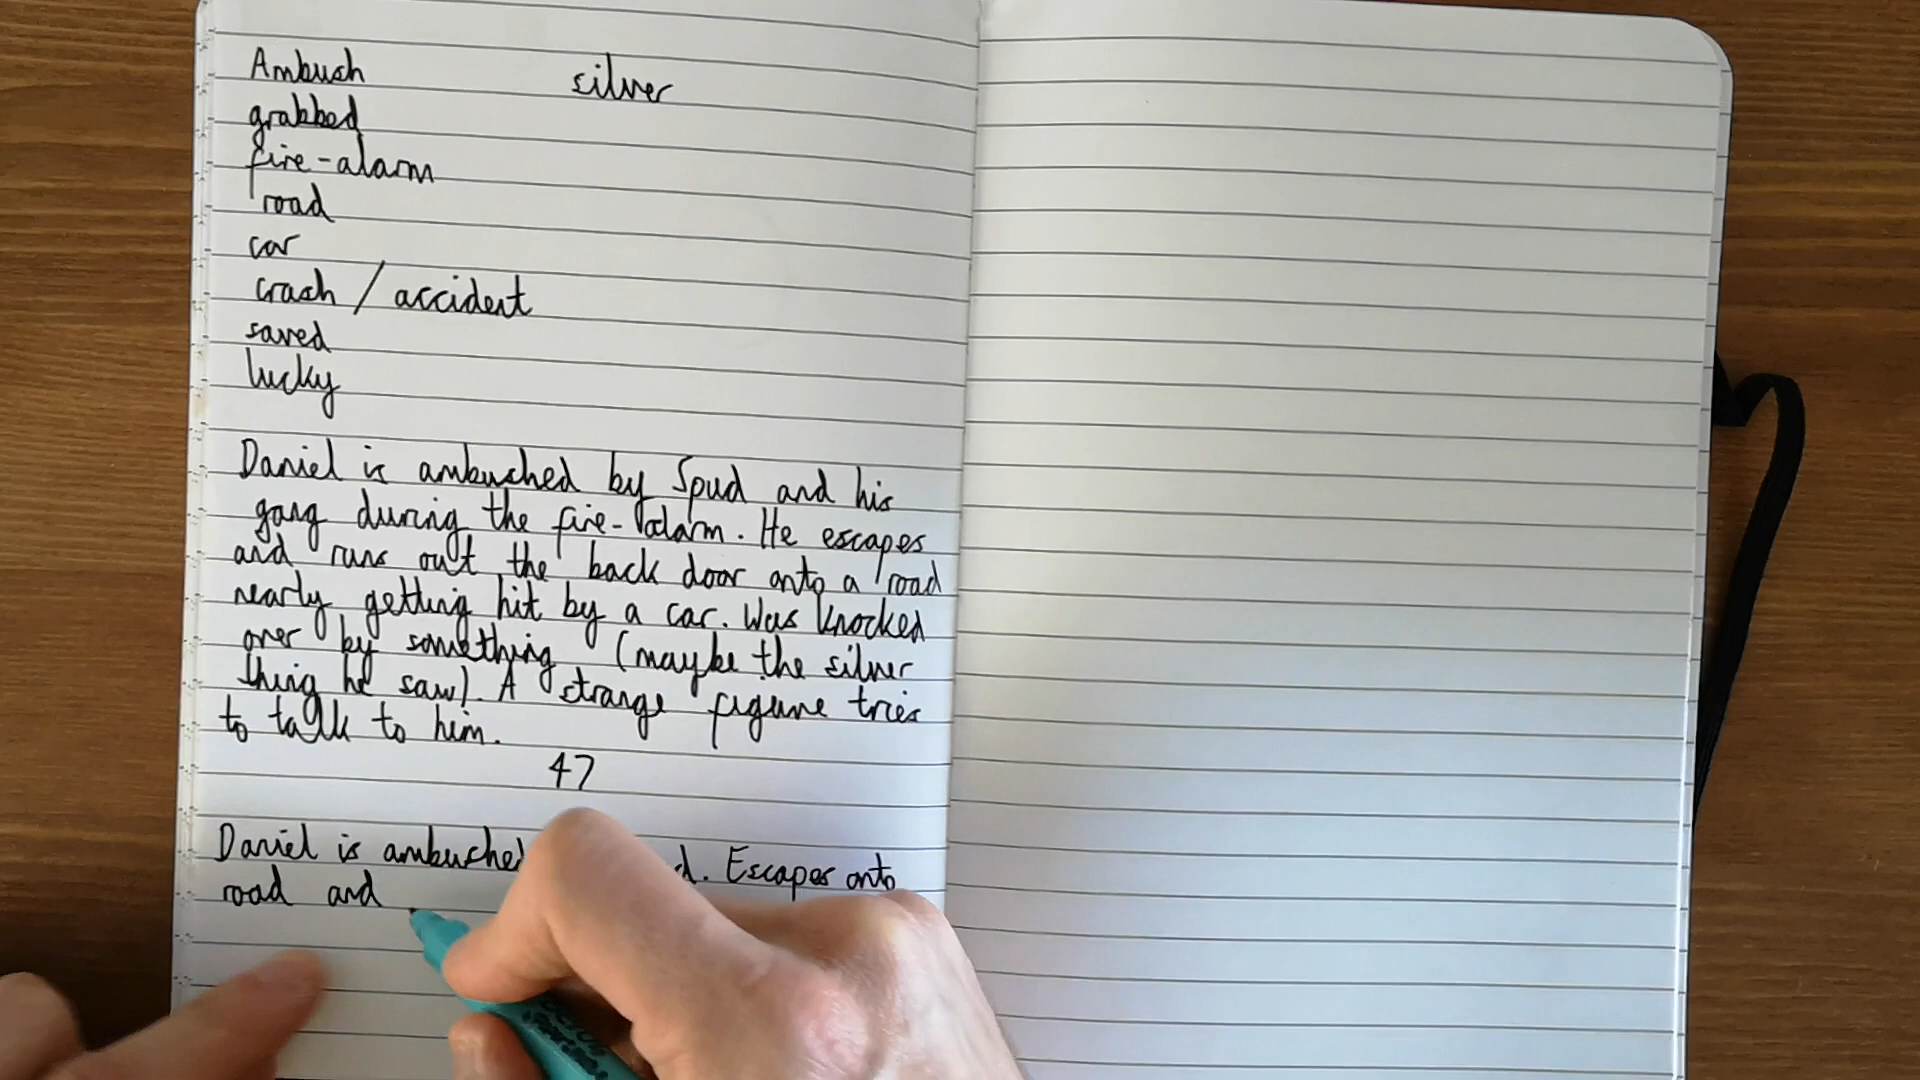 Ambush silver
grabbed
fire-alarm
road
car
crash / accident
saved
lucky
Daniel is ambushed by Spud and his
gang during the fire-alarm. He escapes
and runs out the back door onto a road
nearly getting hit by a car. Was knocked
over by something (maybe the silver
thing he saw). A strange figure tries
to talk to him.
47
Daniel is ambushed Escapes onto
road and